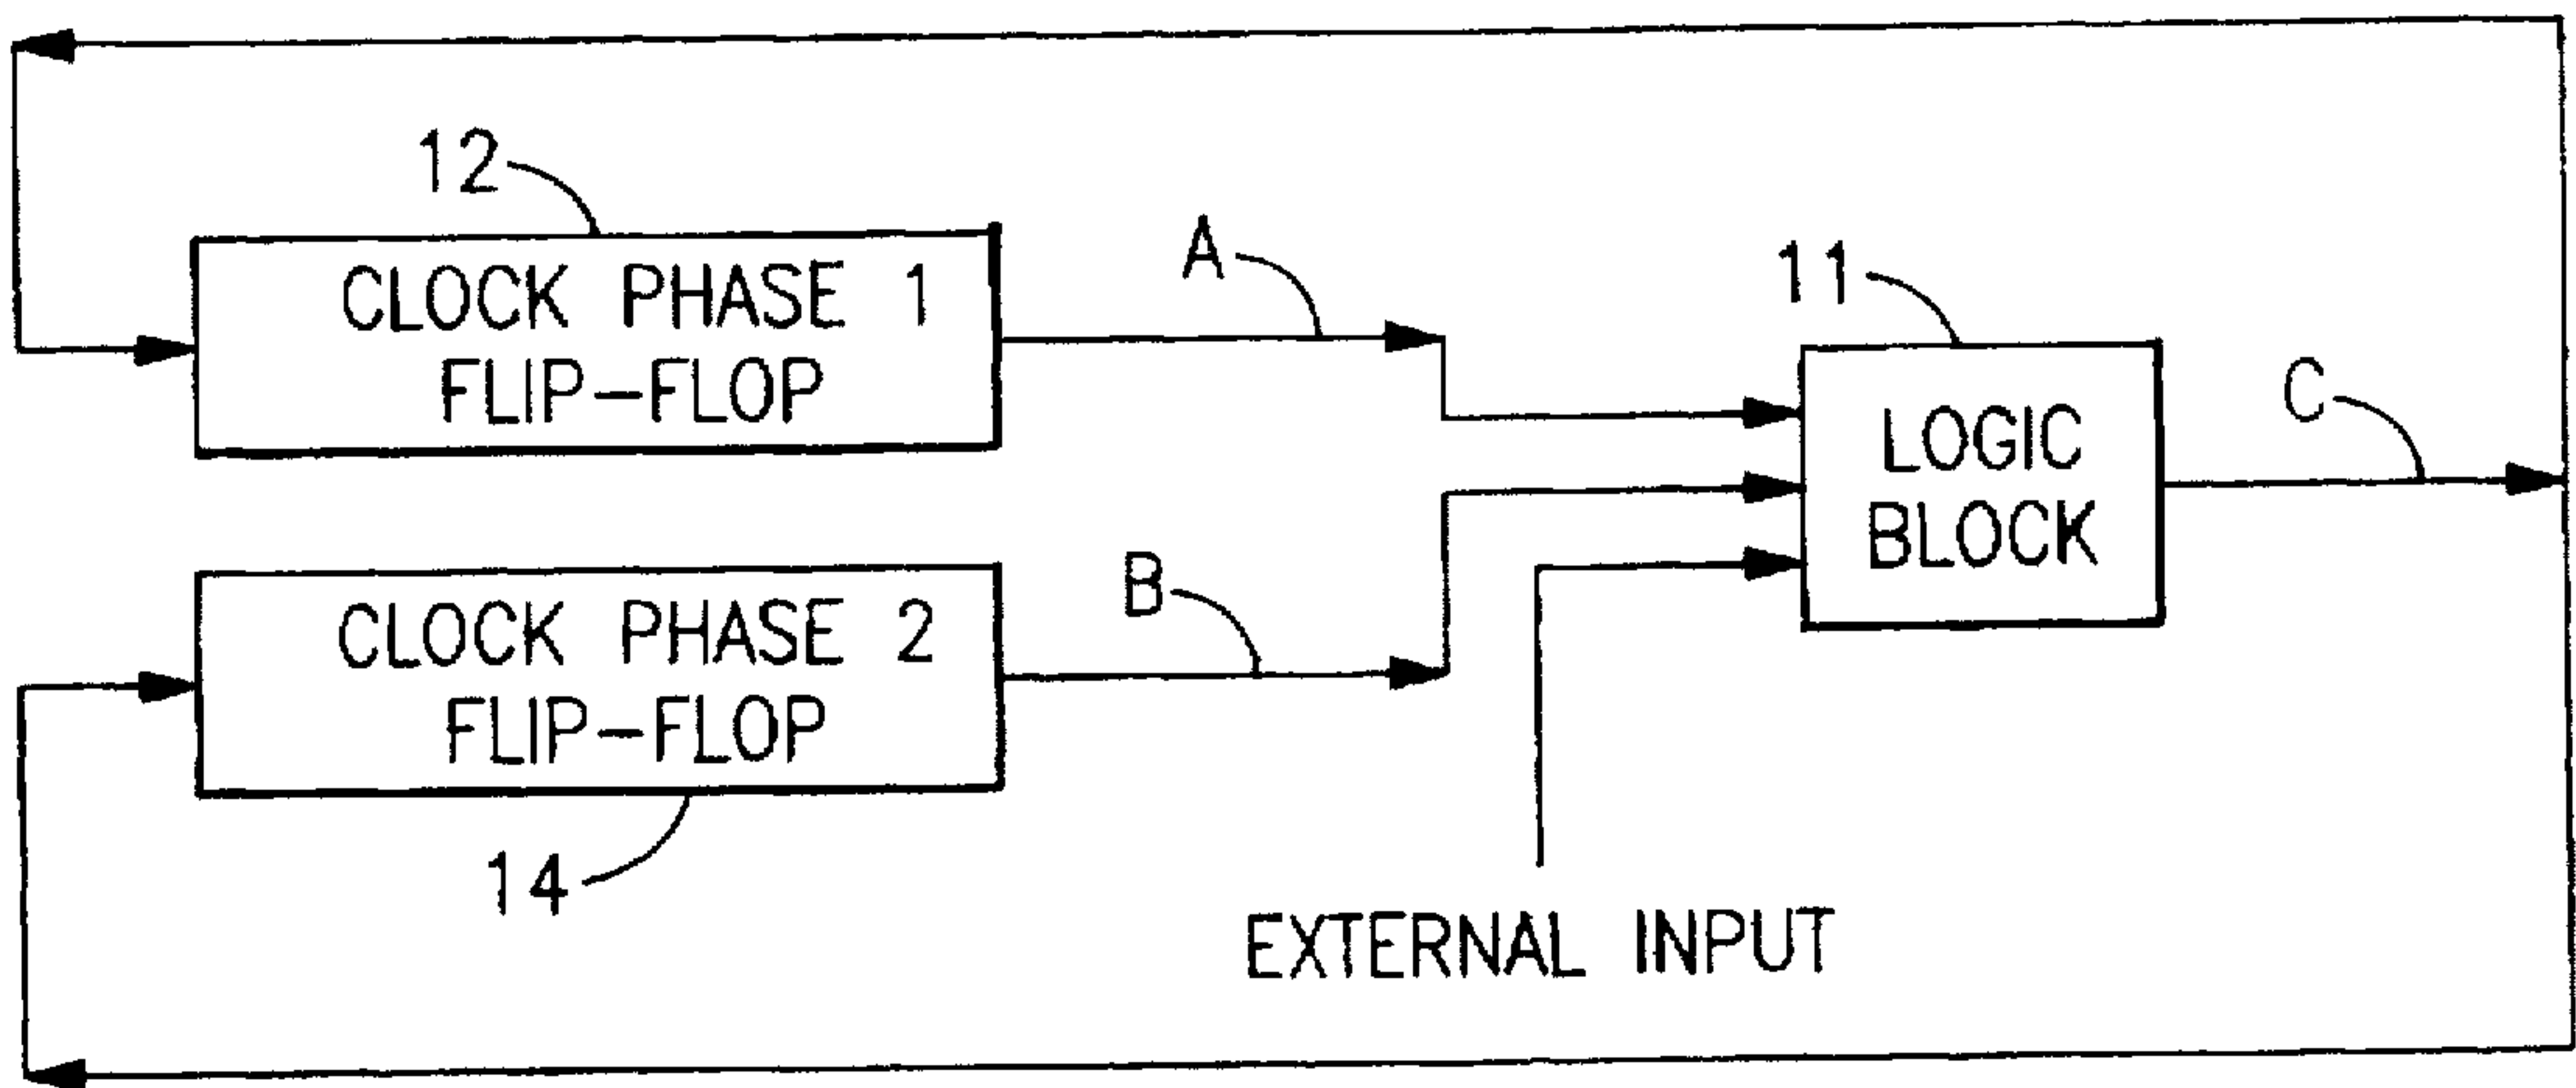 12
CLOCK PHASE 1
FLIP-FLOP
A
11
LOGIC
BLOCK
C
CLOCK PHASE 2
FLIP-FLOP
B
14
EXTERNAL INPUT